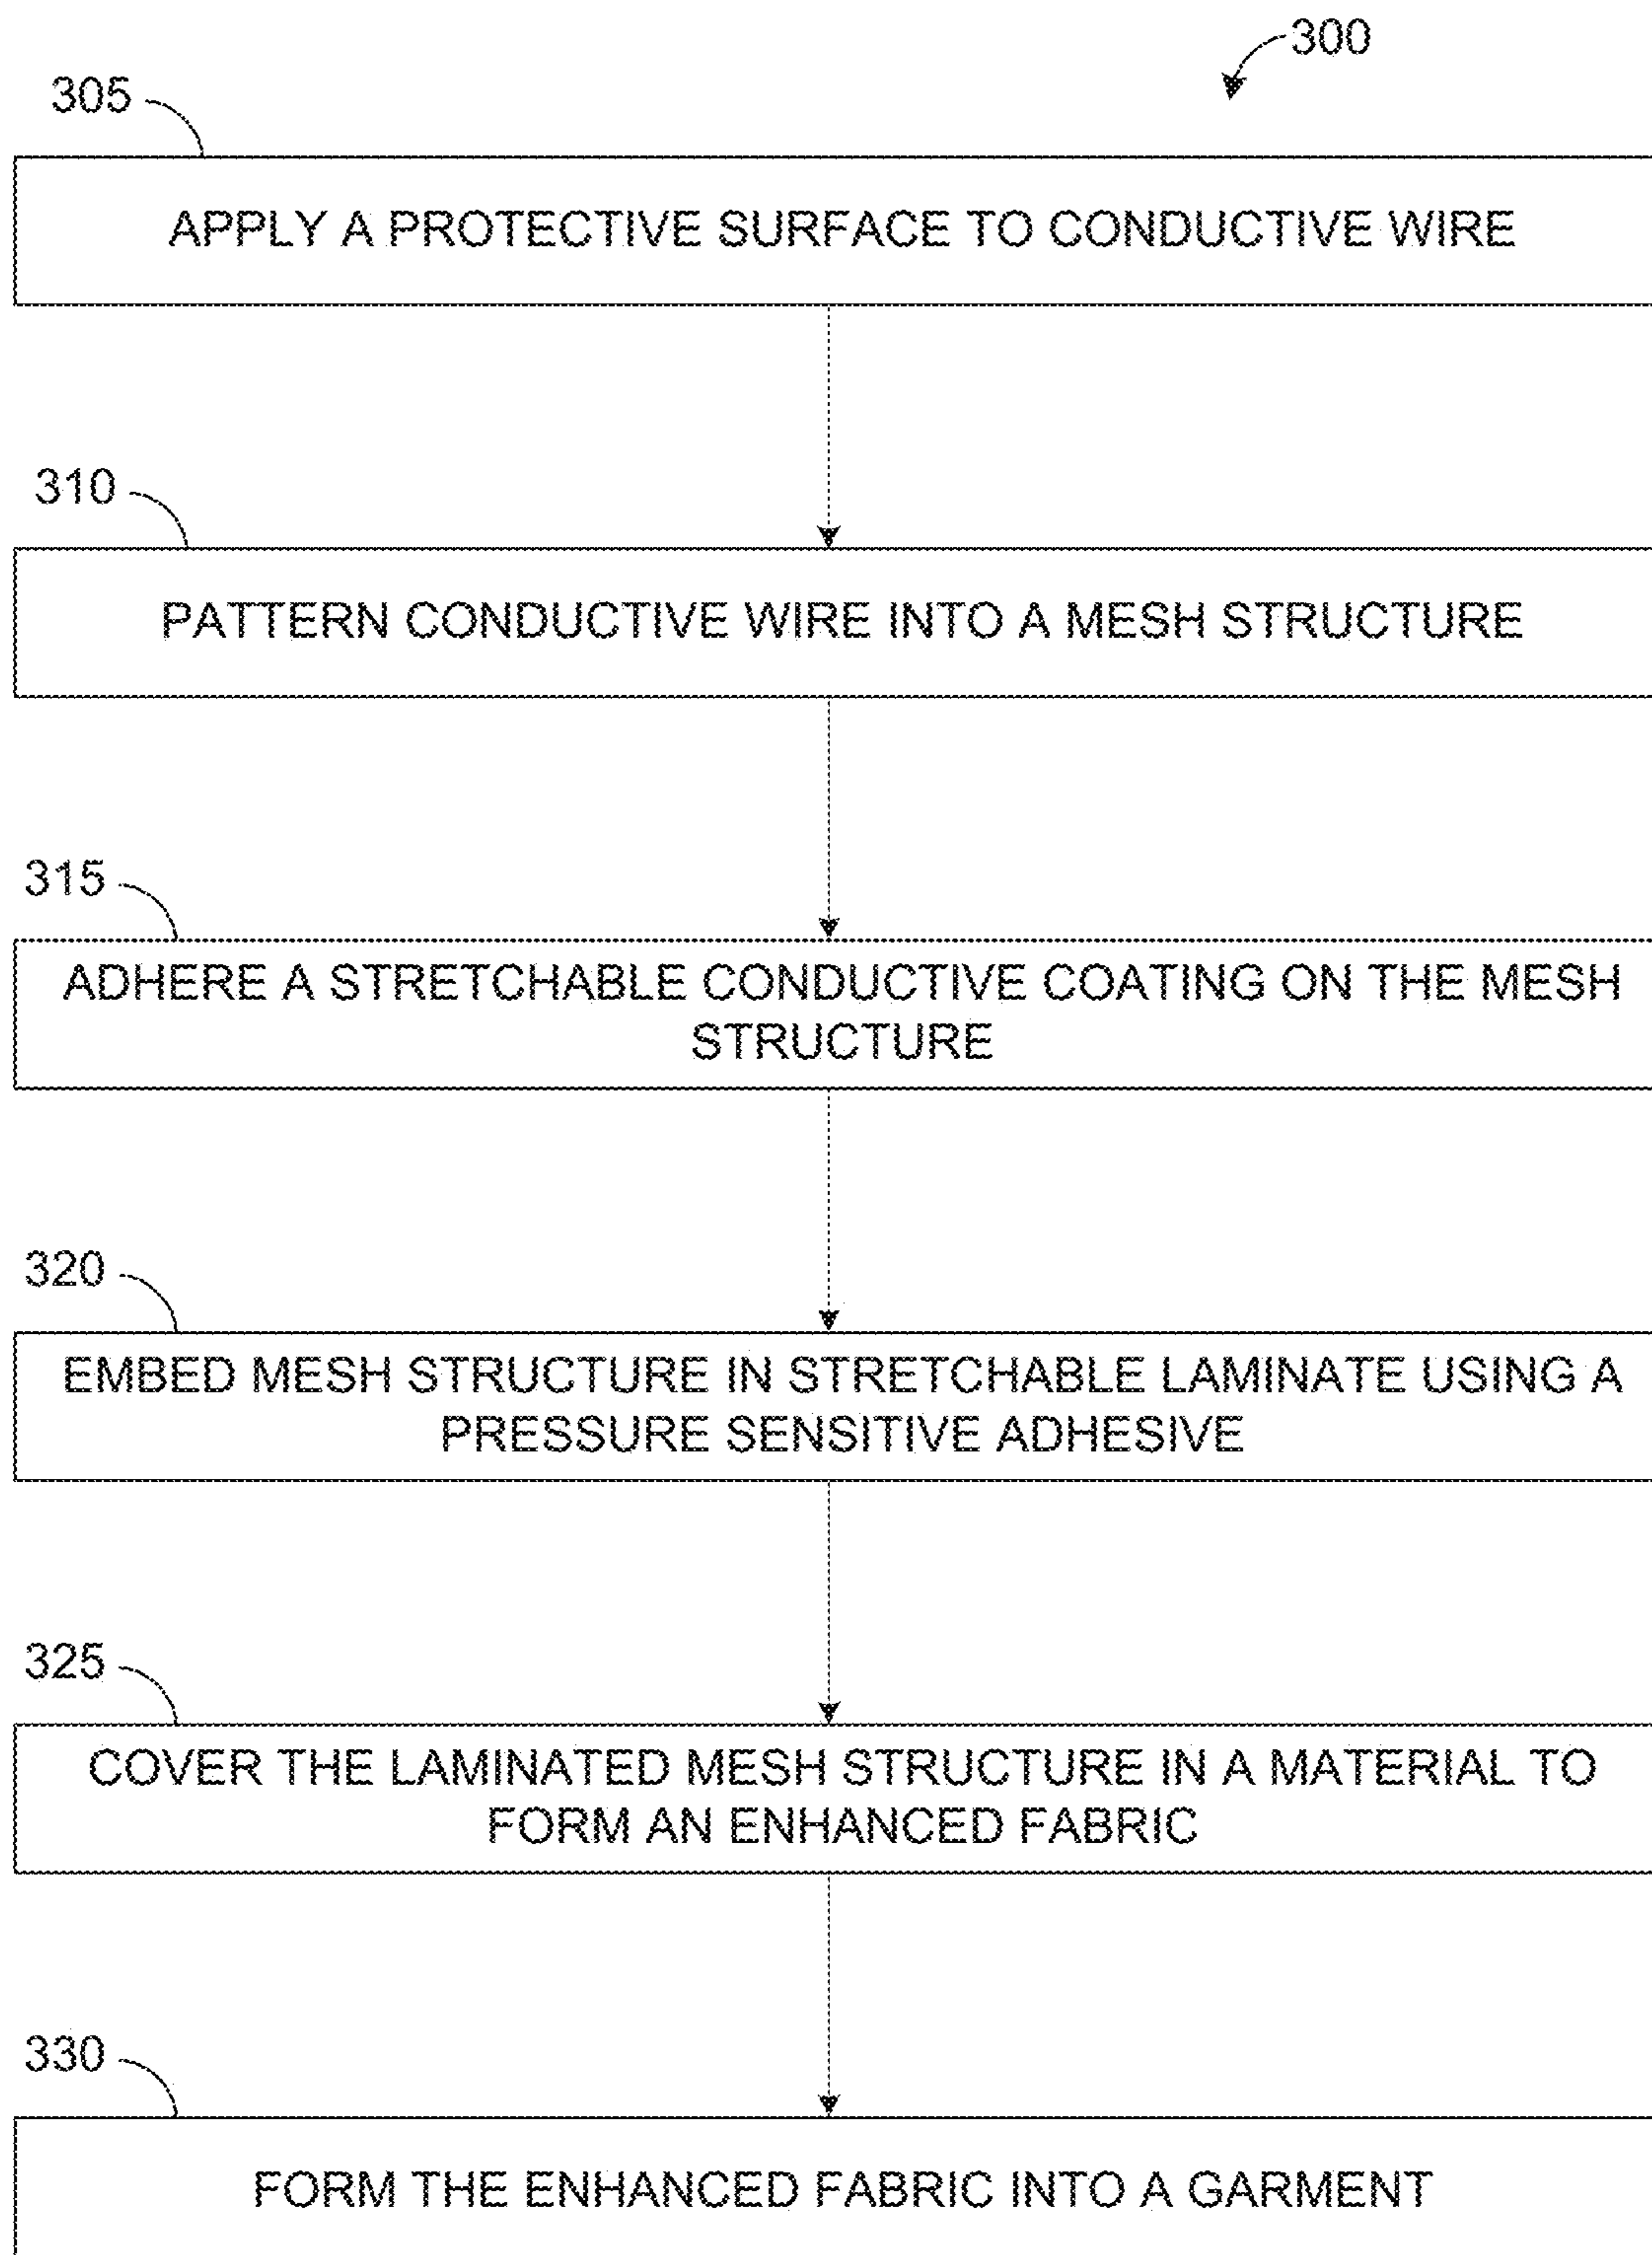 300
305
APPLY A PROTECTIVE SURFACE TO CONDUCTIVE WIRE
310
PATTERN CONDUCTIVE WIRE INTO A MESH STRUCTURE
315
ADHERE A STRETCHABLE CONDUCTIVE COATING ON THE MESH
STRUCTURE
320
EMBED MESH STRUCTURE IN STRETCHABLE LAMINATE USING A
PRESSURE SENSITIVE ADHESIVE
325
COVER THE LAMINATED MESH STRUCTURE IN A MATERIAL TO
FORM AN ENHANCED FABRIC
330
FORM THE ENHANCED FABRIC INTO A GARMENT